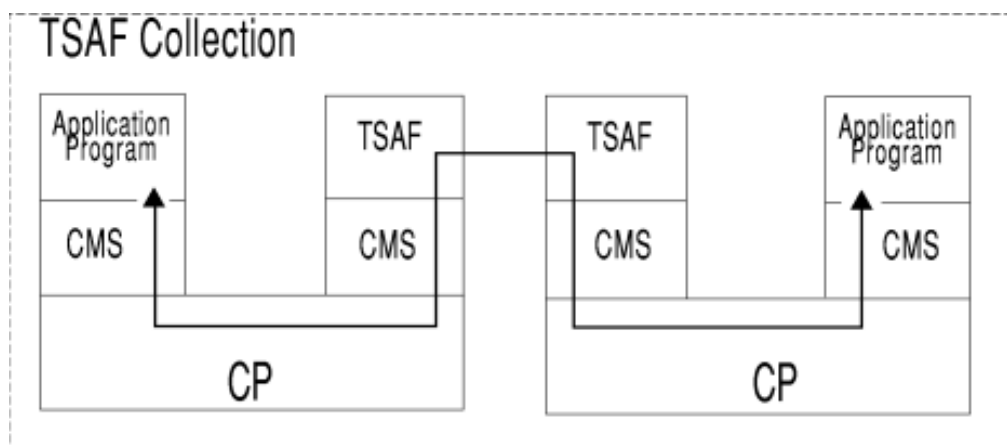 TSAF Collection
Application
Program
TSAF
TSAF
Application
Program
CMS
CMS
CMS
CMS
CP
CP